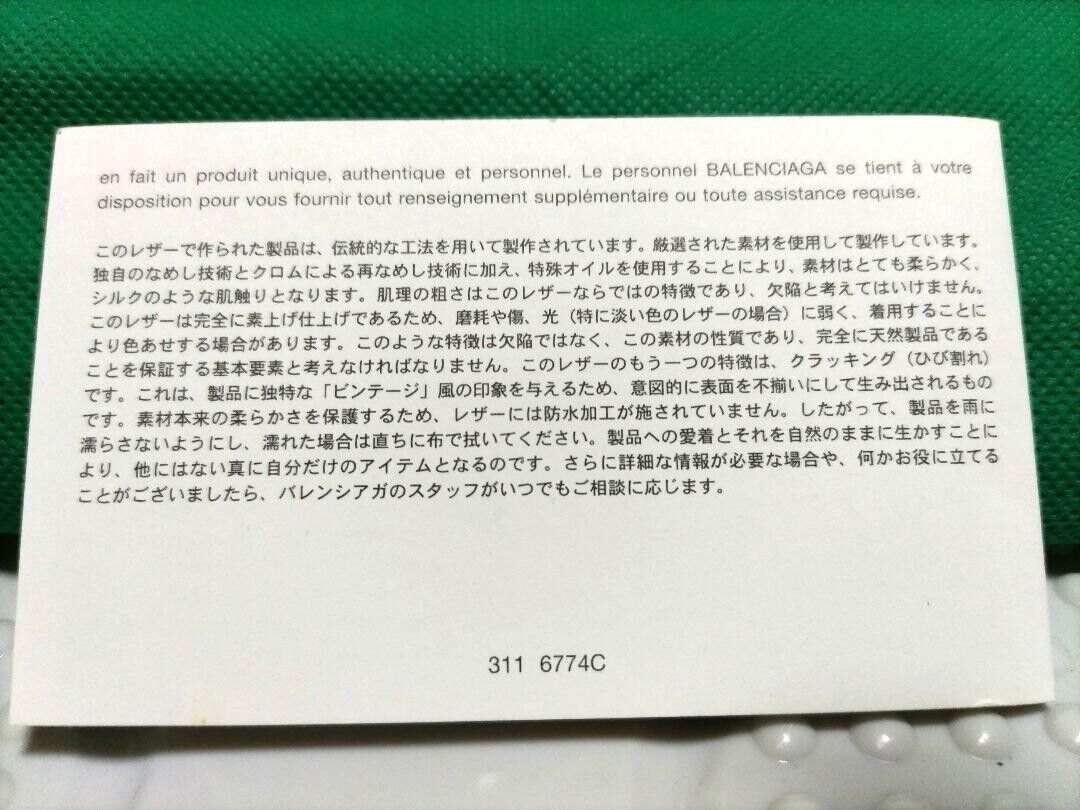 en fait un produit unique, authentique et personnel. Le personnel BALENCIAGA se tient à votre
disposition pour vous fournir tout renseignement supplémentaire ou toute assistance requise.
このレザーで作られた製品は、伝統的な工法を用いて製作されています。厳選された素材を使用して製作しています。
独自のなめし技術とクロムによる再なめし技術に加え、特殊オイルを使用することにより、素材はとても柔らかく、
シルクのような肌触りとなります。肌理の粗さはこのレザーならではの特徴であり、欠陥と考えてはいけません。
このレザーは完全に素上げ仕上げであるため、磨耗や傷、光（特に淡い色のレザーの場合）に弱く、着用することに
より色あせする場合があります。このような特徴は欠陥ではなく、この素材の性質であり、完全に天然製品である
ことを保証する基本要素と考えなければなりません。このレザーのもう一つの特徴は、クラッキング（ひび割れ）
です。これは、製品に独特な「ビンテージ」風の印象を与えるため、意図的に表面を不揃いにして生み出されるもの
です。素材本来の柔らかさを保護するため、レザーには防水加工が施されていません。したがって、製品を雨に
濡らさないようにし、濡れた場合は直ちに布で拭いてください。製品への愛着とそれを自然のままに生かすことに
より、他にはない真に自分だけのアイテムとなるのです。さらに詳細な情報が必要な場合や、何かお役に立てる
ことがございましたら、バレンシアガのスタッフがいつでもご相談に応じます。
311 6774C